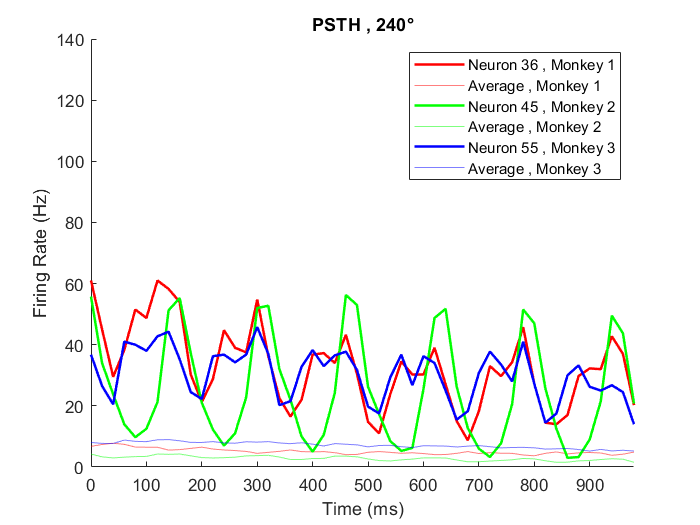 PSTH , 240°
140
120
100
80
60
40
20
0
Firing Rate (Hz)
Neuron 36 , Monkey 1
Average , Monkey 1
Neuron 45 , Monkey 2
Average , Monkey 2
Neuron 55 , Monkey 3
Average , Monkey 3
0 100 200 300 400 500 600 700 800 900
Time (ms)